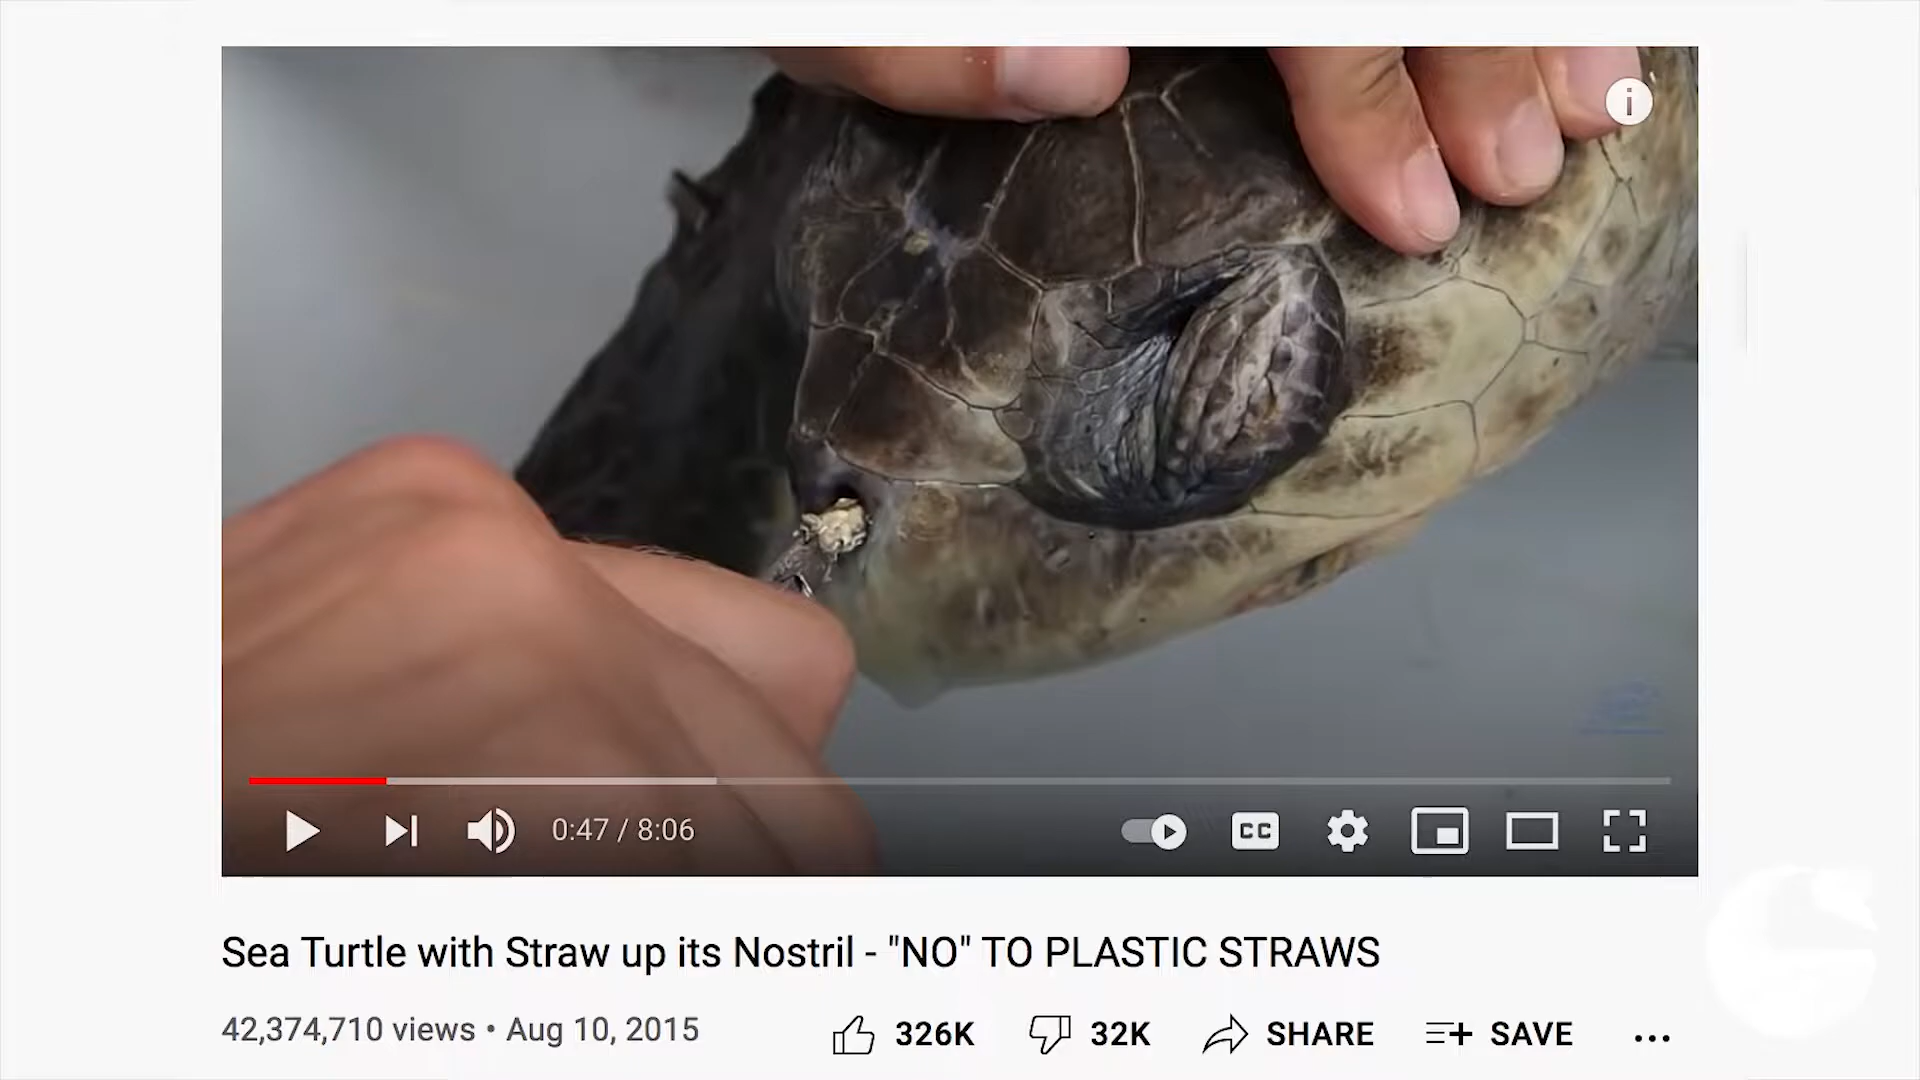 i
0:47 / 8:06
CC
Sea Turtle with Straw up its Nostril - "NO" TO PLASTIC STRAWS
42,374,710 views • Aug 10, 2015
326K
32K
SHARE
SAVE